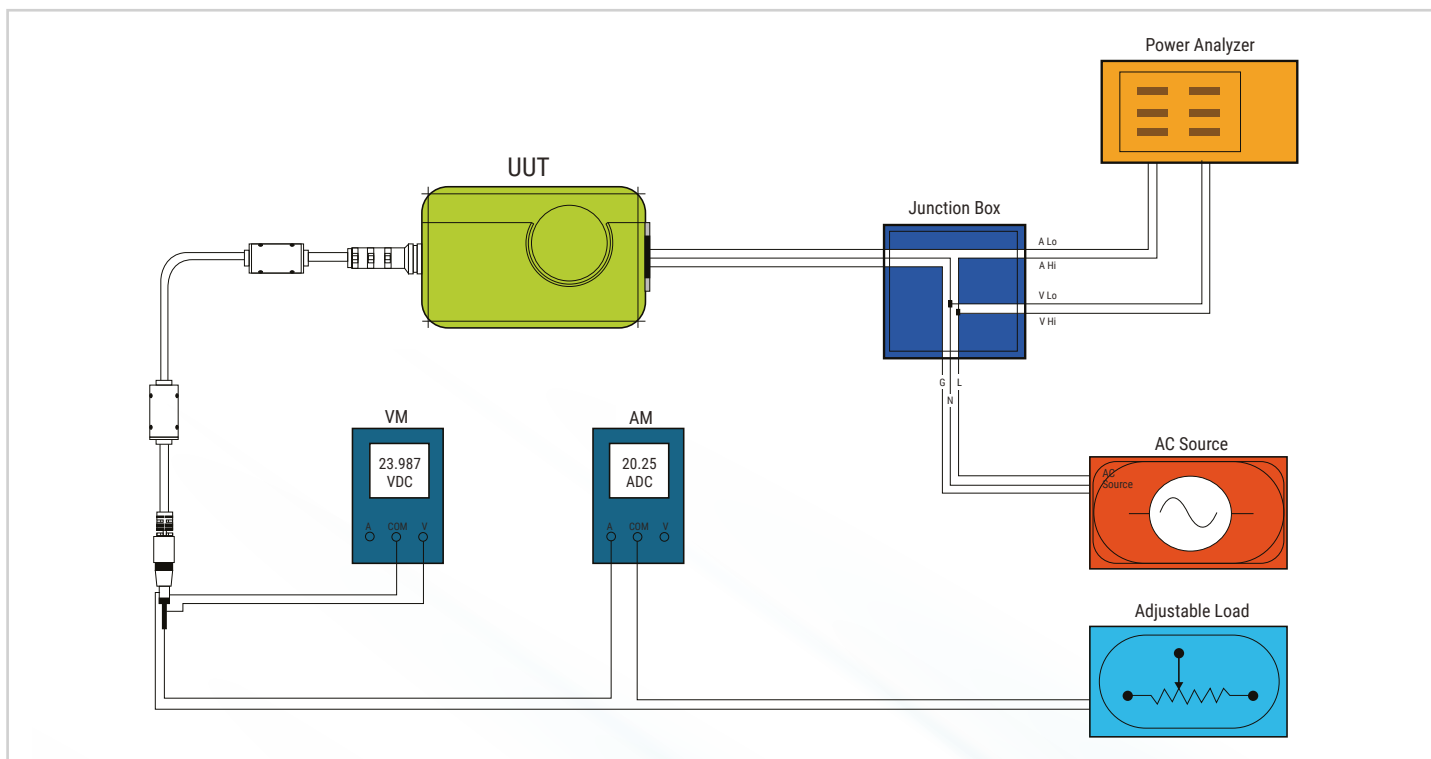 Power Analyzer
UUT
Junction Box
A Lo
A Hi
V Lo
V Hi
G
L
N
VM
23.987
VDC
A
COM
V
AM
20.25
ADC
A
COM
V
AC Source
AC
Source
Adjustable Load